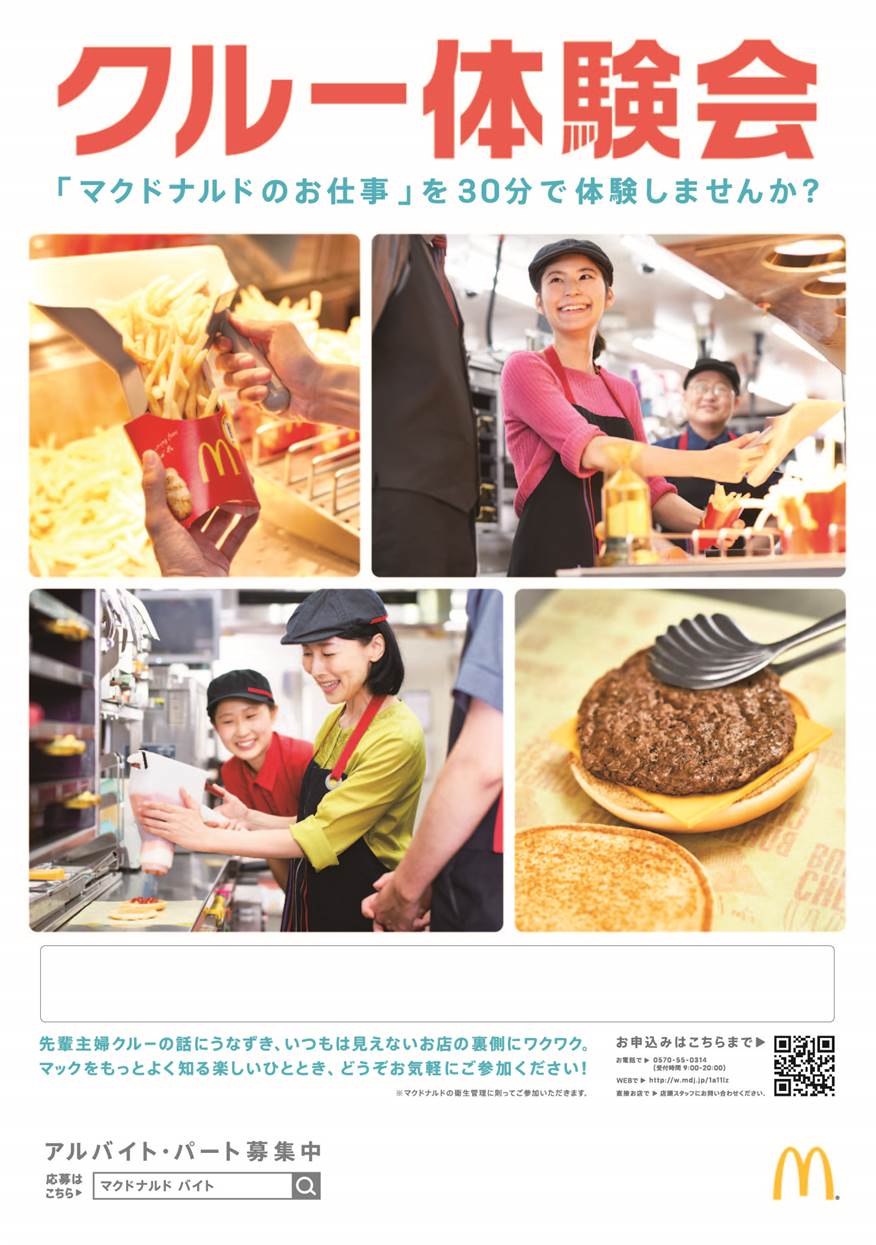 クルー体験会
「マクドナルドのお仕事」を30分で体験しませんか？
先輩主婦クルーの話にうなずき、いつもは見えないお店の裏側にワクワク。
マックをもっとよく知る楽しいひととき、どうぞお気軽にご参加ください！
※マクドナルドの衛生管理に則ってご参加いただきます。
お申込みはこちらまで▶
お電話で ▶ 0570-55-0314
(受付時間 9:00-20:00)
WEBで ▶ http://w.mdj.jp/1a11lz
直接お店で ▶ 店頭スタッフにお問い合わせください。
アルバイト・パート募集中
応募は
こちら▶
マクドナルド バイト